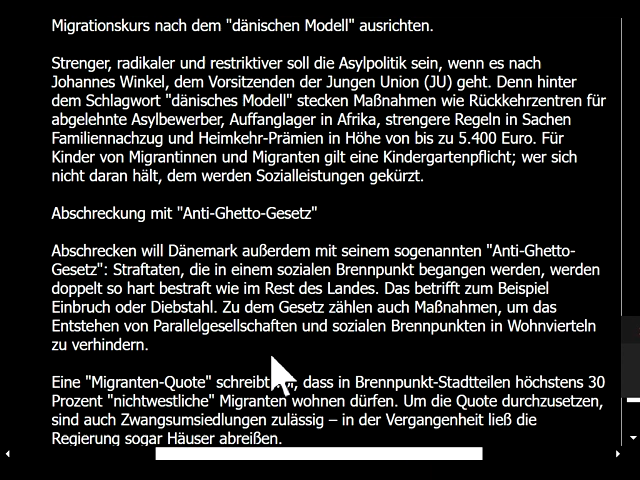 Migrationskurs nach dem "dänischen Modell" ausrichten.
Strenger, radikaler und restriktiver soll die Asylpolitik sein, wenn es nach
Johannes Winkel, dem Vorsitzenden der Jungen Union (JU) geht. Denn hinter
dem Schlagwort "dänisches Modell" stecken Maßnahmen wie Rückkehrzentren für
abgelehnte Asylbewerber, Auffanglager in Afrika, strengere Regeln in Sachen
Familiennachzug und Heimkehr-Prämien in Höhe von bis zu 5.400 Euro. Für
Kinder von Migrantinnen und Migranten gilt eine Kindergartenpflicht; wer sich
nicht daran hält, dem werden Sozialleistungen gekürzt.
Abschreckung mit "Anti-Ghetto-Gesetz"
Abschrecken will Dänemark außerdem mit seinem sogenannten "Anti-Ghetto-
Gesetz": Straftaten, die in einem sozialen Brennpunkt begangen werden, werden
doppelt so hart bestraft wie im Rest des Landes. Das betrifft zum Beispiel
Einbruch oder Diebstahl. Zu dem Gesetz zählen auch Maßnahmen, um das
Entstehen von Parallelgesellschaften und sozialen Brennpunkten in Wohnvierteln
zu verhindern.
Eine "Migranten-Quote" schreibt dass in Brennpunkt-Stadtteilen höchstens 30
Prozent "nichtwestliche" Migranten wohnen dürfen. Um die Quote durchzusetzen,
sind auch Zwangsumsiedlungen zulässig – in der Vergangenheit ließ die
Regierung sogar Häuser abreißen.